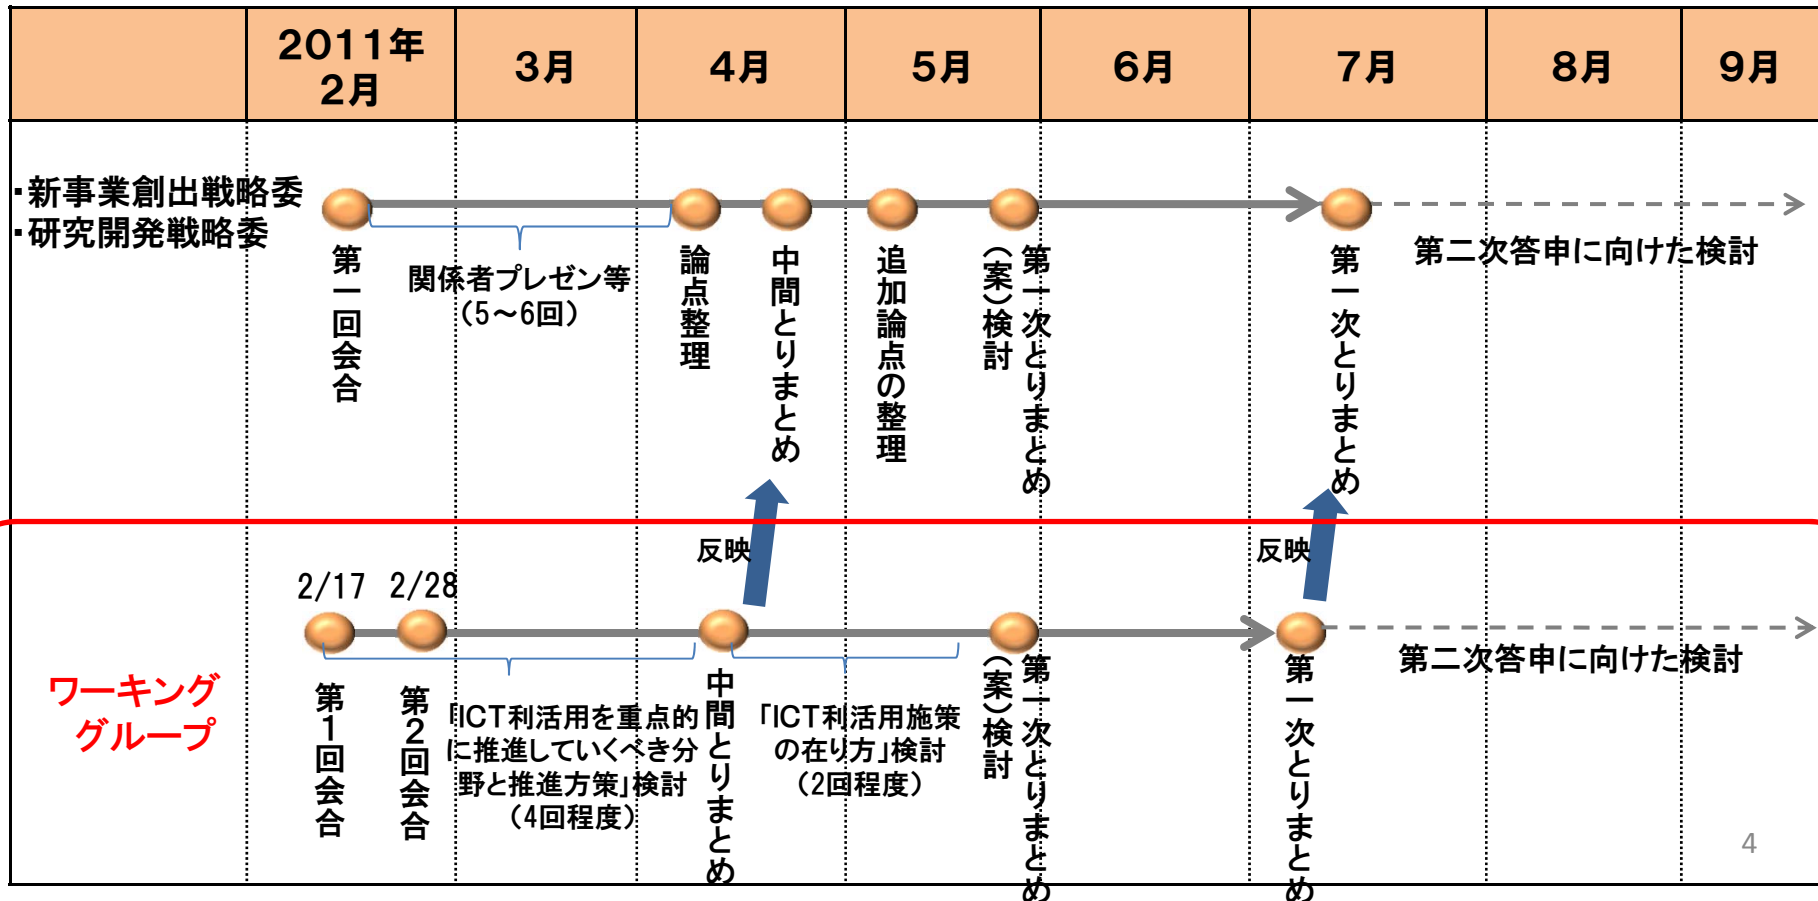 2011年
2月
3月
4月
5月
6月
7月
8月
9月
・新事業創出戦略委
・研究開発戦略委
第一回会合
関係者プレゼン等
（5～6回）
論点整理
中間とりまとめ
追加論点の整理
第一次とりまとめ
（案）検討
第一次とりまとめ
第二次答申に向けた検討
反映
反映
ワーキング
グループ
2/17
2/28
第1回会合
第2回会合
「ICT利活用を重点的
に推進していくべき分
野と推進方策」検討
（4回程度）
中間とりまとめ
「ICT利活用施策
の在り方」検討
（2回程度）
第一次とりまとめ
（案）検討
第一次とりまとめ
第二次答申に向けた検討
4